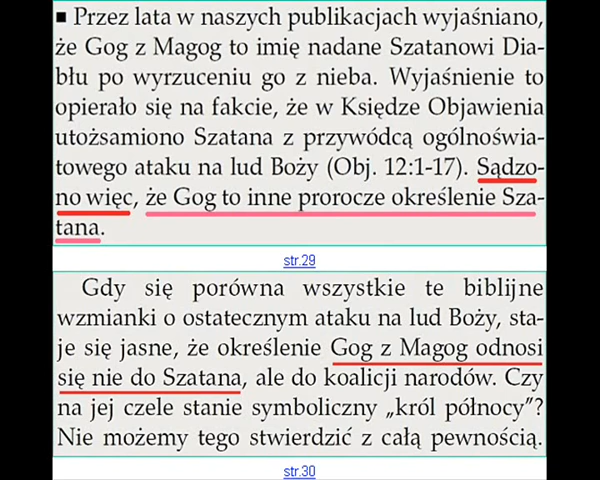 ■ Przez lata w naszych publikacjach wyjaśniano,
że Gog z Magog to imię nadane Szatanowi Dia-
błu po wyrzuceniu go z nieba. Wyjaśnienie to
opierało się na fakcie, że w Księdze Objawienia
utożsamiono Szatana z przywódcą ogólnoświa-
towego ataku na lud Boży (Obj. 12:1-17). Sądzo-
no więc, że Gog to inne prorocze określenie Sza-
tana.
str.29
Gdy się porówna wszystkie te biblijne
wzmianki o ostatecznym ataku na lud Boży, sta-
je się jasne, że określenie Gog z Magog odnosi
się nie do Szatana, ale do koalicji narodów. Czy
na jej czele stanie symboliczny „król północy”?
Nie możemy tego stwierdzić z całą pewnością.
str.30